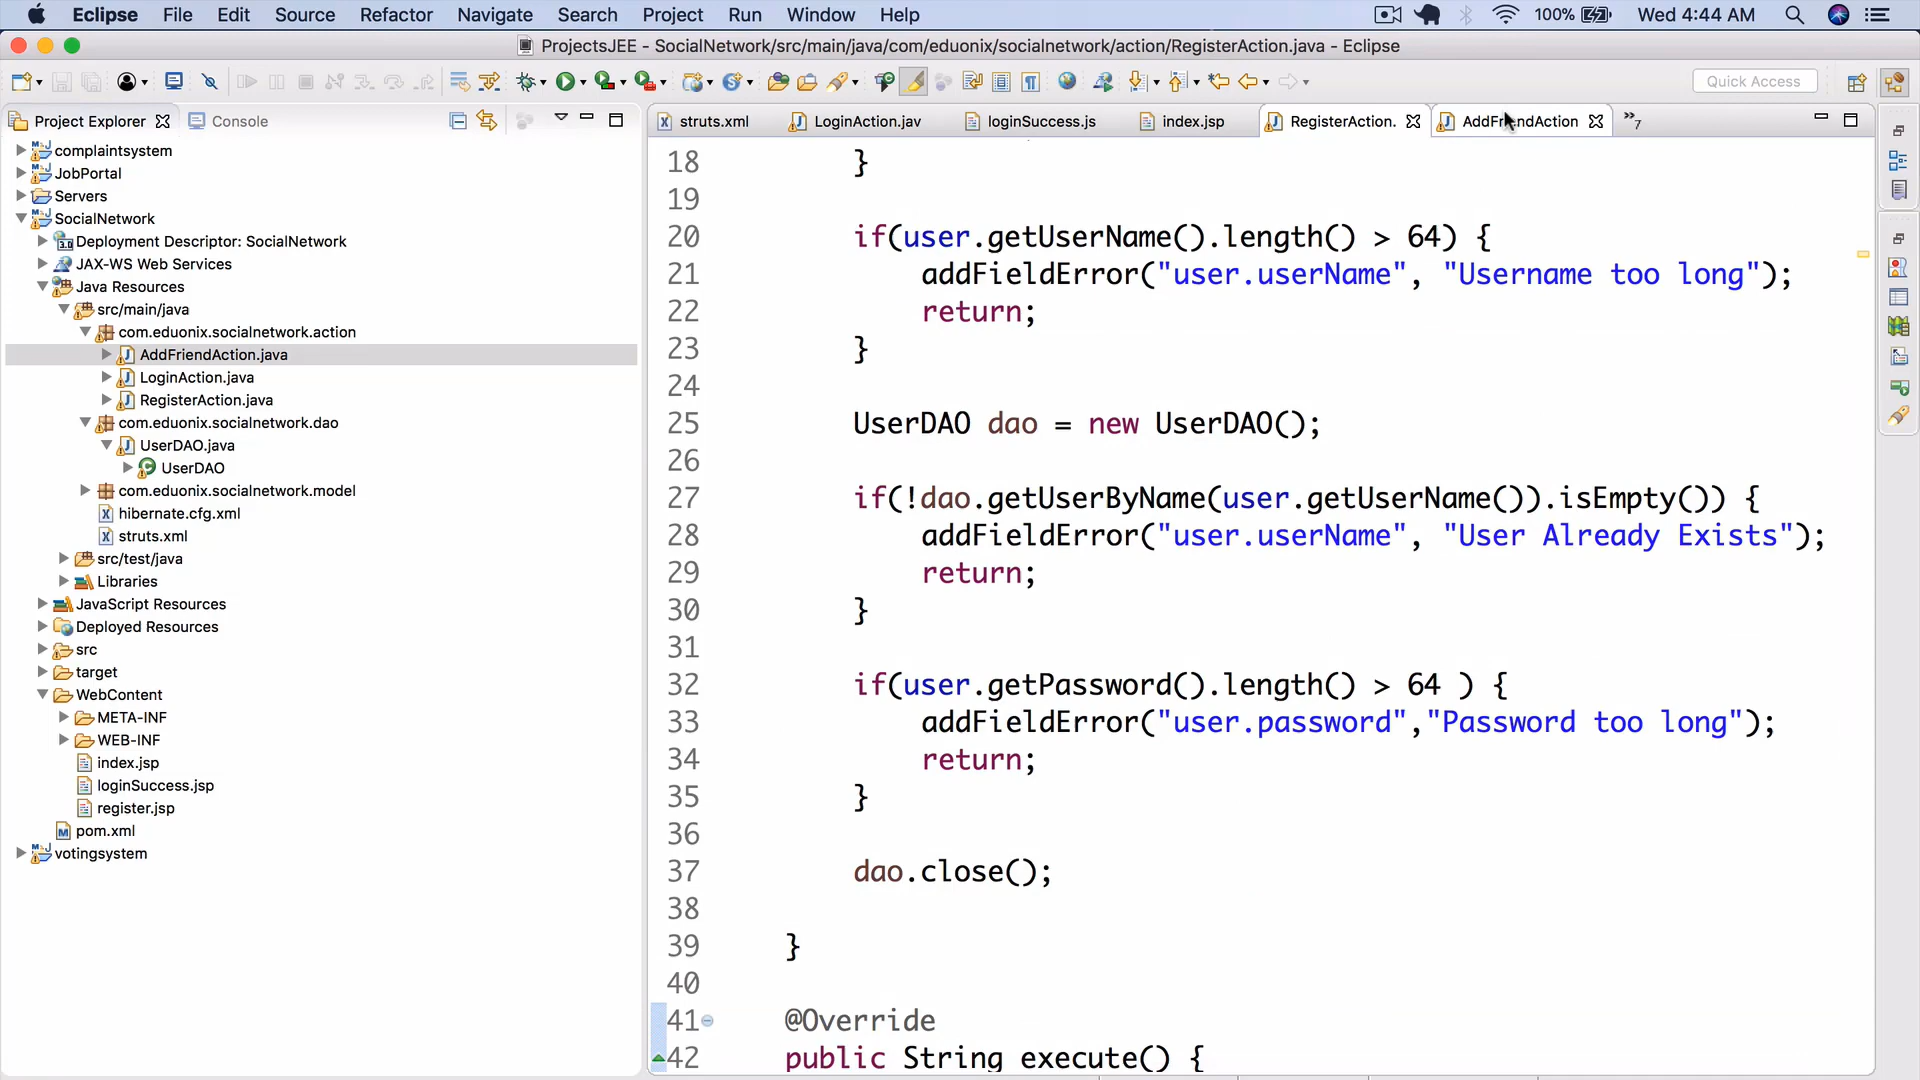 Eclipse File Edit Source Refactor Navigate Search Project Run Window Help 100% Wed 4:44 AM
ProjectsJEE - SocialNetwork/src/main/java/com/eduonix/socialnetwork/action/RegisterAction.java - Eclipse
Quick Access
Project Explorer Console
struts.xml LoginAction.jav loginSuccess.js index.jsp RegisterAction. AddFriendAction »7
complaintsystem
JobPortal
Servers
SocialNetwork
Deployment Descriptor: SocialNetwork
JAX-WS Web Services
Java Resources
src/main/java
com.eduonix.socialnetwork.action
AddFriendAction.java
LoginAction.java
RegisterAction.java
com.eduonix.socialnetwork.dao
UserDAO.java
UserDAO
com.eduonix.socialnetwork.model
hibernate.cfg.xml
struts.xml
src/test/java
Libraries
JavaScript Resources
Deployed Resources
src
target
WebContent
META-INF
WEB-INF
index.jsp
loginSuccess.jsp
register.jsp
pom.xml
votingsystem
18 }
19
20 if(user.getUserName().length() > 64) {
21 addFieldError("user.userName", "Username too long");
22 return;
23 }
24
25 UserDAO dao = new UserDAO();
26
27 if(!dao.getUserByName(user.getUserName()).isEmpty()) {
28 addFieldError("user.userName", "User Already Exists");
29 return;
30 }
31
32 if(user.getPassword().length() > 64 ) {
33 addFieldError("user.password","Password too long");
34 return;
35 }
36
37 dao.close();
38
39 }
40
41 @Override
42 public String execute() {